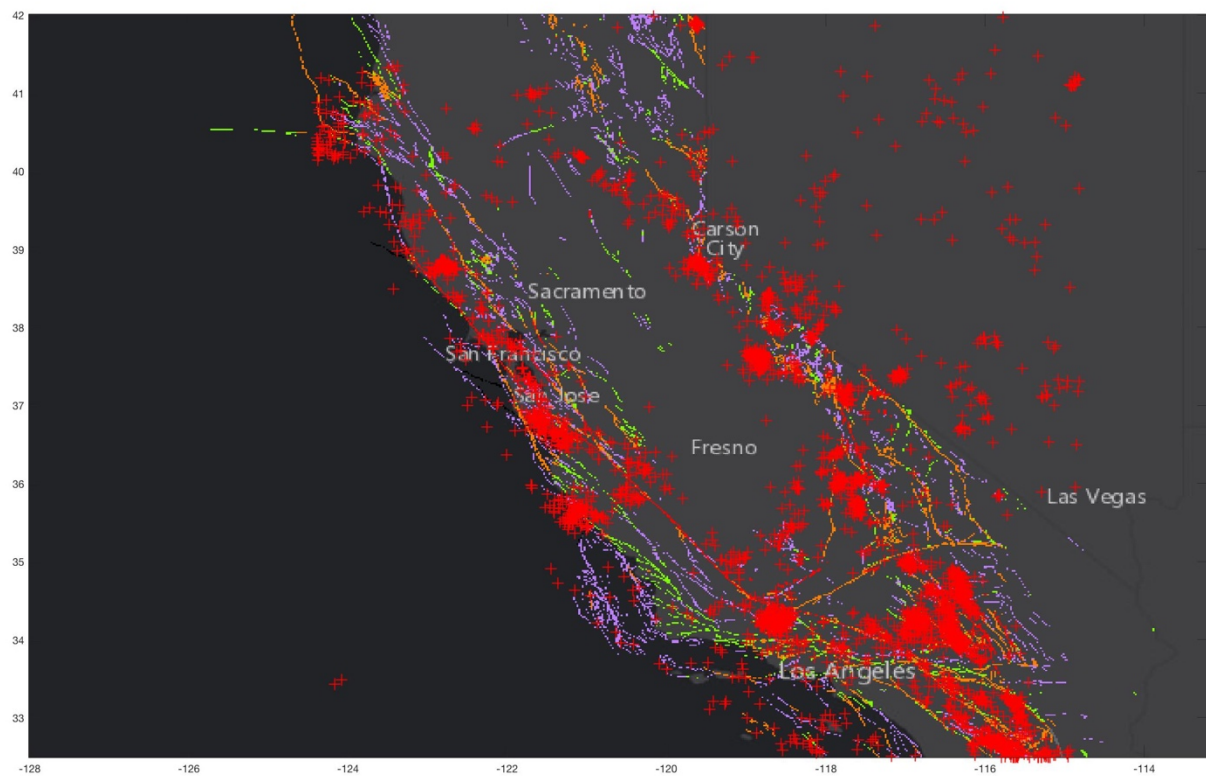 42
41
40
39
38
37
36
35
34
33
Carson
City
Sacramento
San Francisco
San Jose
Fresno
Las Vegas
Los Angeles
-128
-126
-124
-122
-120
-118
-116
-114